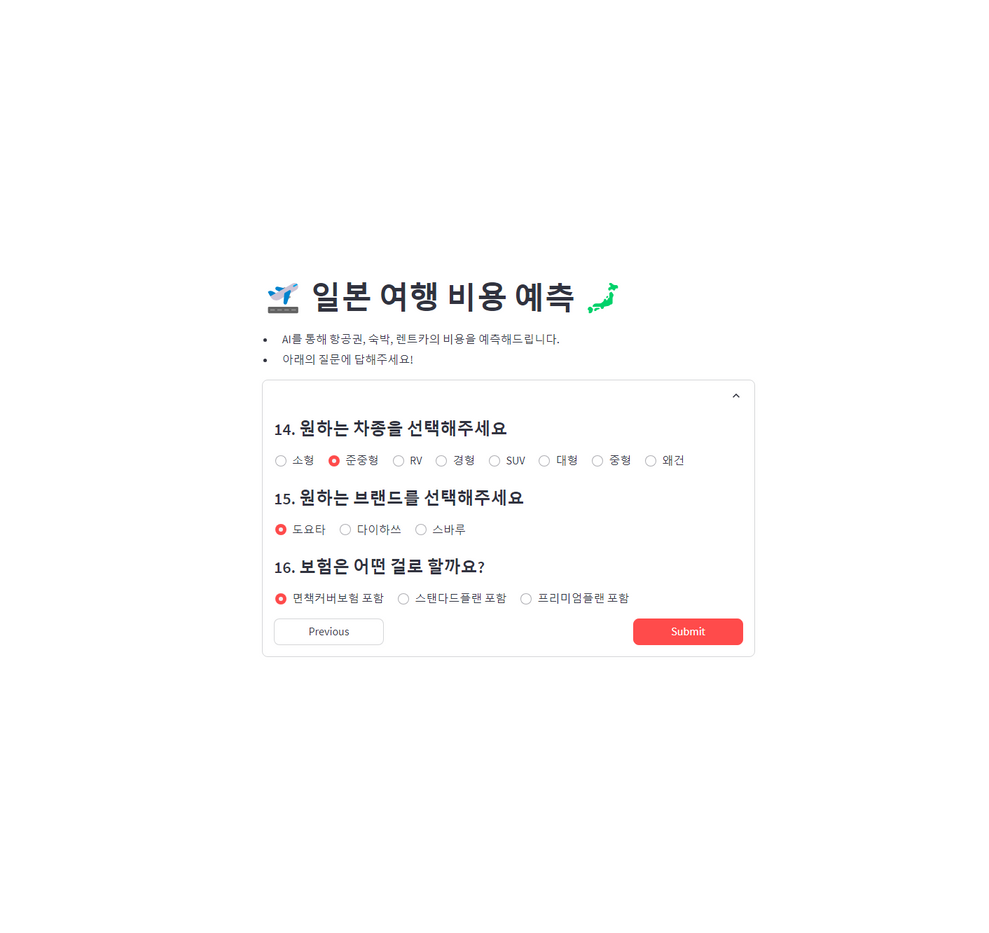 일본 여행 비용 예측
AI를 통해 항공권, 숙박, 렌트카의 비용을 예측해드립니다.
아래의 질문에 답해주세요!
14. 원하는 차종을 선택해주세요
소형 준중형 RV 경형 SUV 대형 중형 왜건
15. 원하는 브랜드를 선택해주세요
도요타 다이하쓰 스바루
16. 보험은 어떤 걸로 할까요?
면책커버보험 포함 스탠다드플랜 포함 프리미엄플랜 포함
Previous Submit